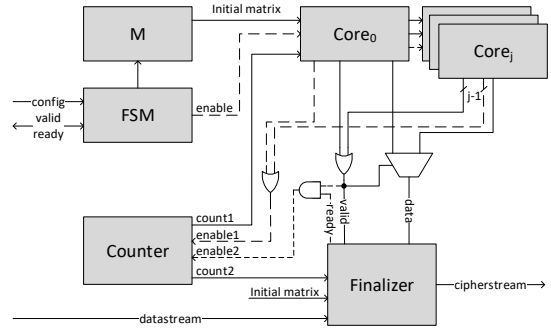 M
Initial matrix
Core0
Corej
config
valid
ready
FSM
enable
j-1
Counter
count1
enable1
enable2
count2
ready
valid
data
Initial matrix
Finalizer
cipherstream
datastream